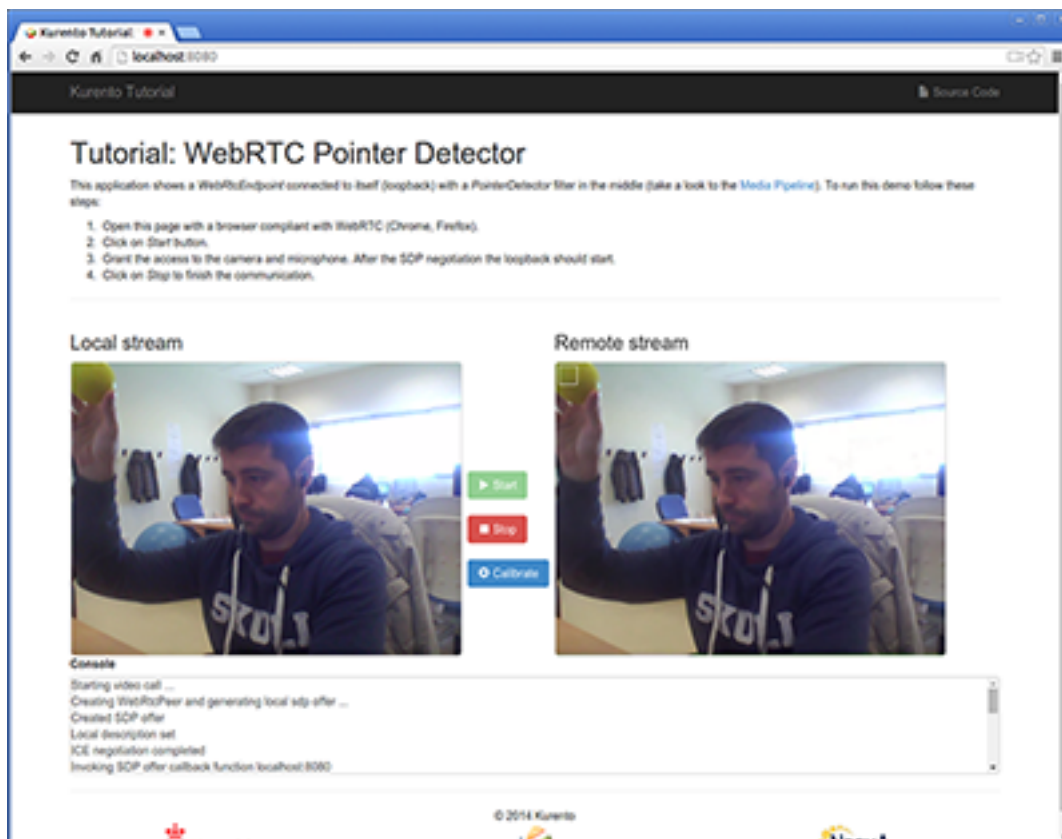 Kurento Tutorial
localhost:8080
Kurento Tutorial
Source Code
Tutorial: WebRTC Pointer Detector
This application shows a WebRtcEndpoint connected to itself (loopback) with a PointerDetector filter in the middle (take a look to the Media Pipeline). To run this demo follow these
steps:
1. Open this page with a browser compliant with WebRTC (Chrome, Firefox).
2. Click on Start button.
3. Grant the access to the camera and microphone. After the SDP negotiation the loopback should start.
4. Click on Stop to finish the communication.
Local stream
Remote stream
Start
Stop
Calibrate
Console
Starting video call ...
Creating WebRtcPeer and generating local sdp offer ...
Created SDP offer
Local description set
ICE negotiation completed
Invoking SDP offer callback function localhost:8080
© 2014 Kurento